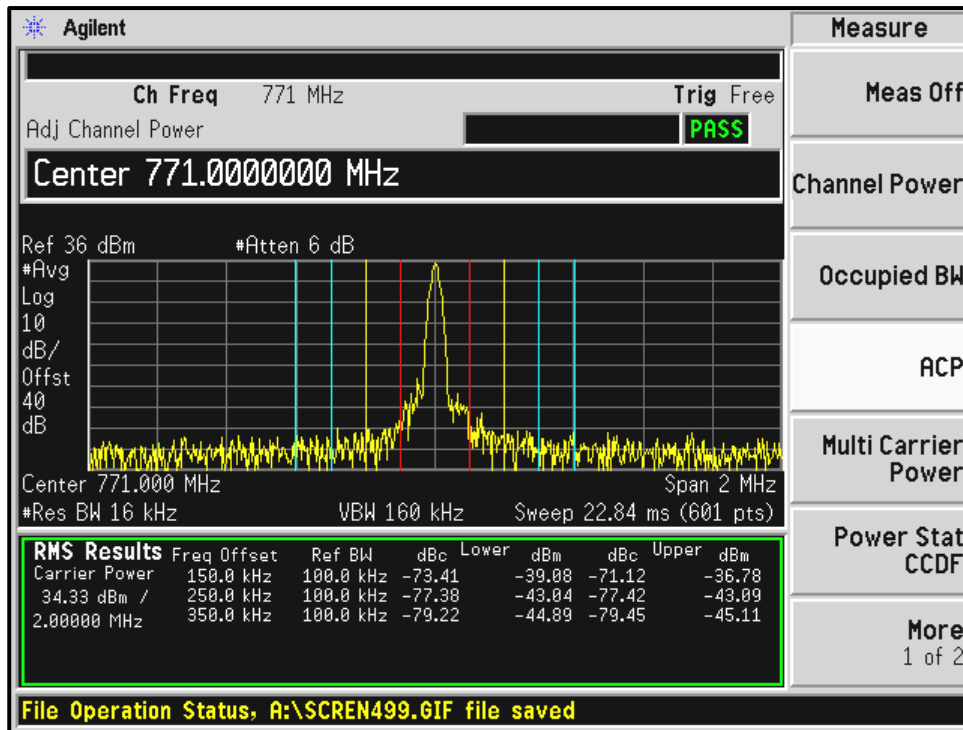 Agilent
Measure
Ch Freq 771 MHz Trig Free
Adj Channel Power PASS
Center 771.0000000 MHz
Ref 36 dBm #Atten 6 dB
#Avg
Log
10
dB/
Offst
40
dB
Center 771.000 MHz Span 2 MHz
#Res BW 16 kHz VBW 160 kHz Sweep 22.84 ms (601 pts)
RMS Results Freq Offset Ref BW dBc Lower dBm dBc Upper dBm
Carrier Power 150.0 kHz 100.0 kHz -73.41 -39.08 -71.12 -36.78
34.33 dBm / 250.0 kHz 100.0 kHz -77.38 -43.04 -77.42 -43.09
2.00000 MHz 350.0 kHz 100.0 kHz -79.22 -44.89 -79.45 -45.11
File Operation Status, A:\SCREN499.GIF file saved
Meas Off
Channel Power
Occupied BW
ACP
Multi Carrier
Power
Power Stat
CCDF
More
1 of 2